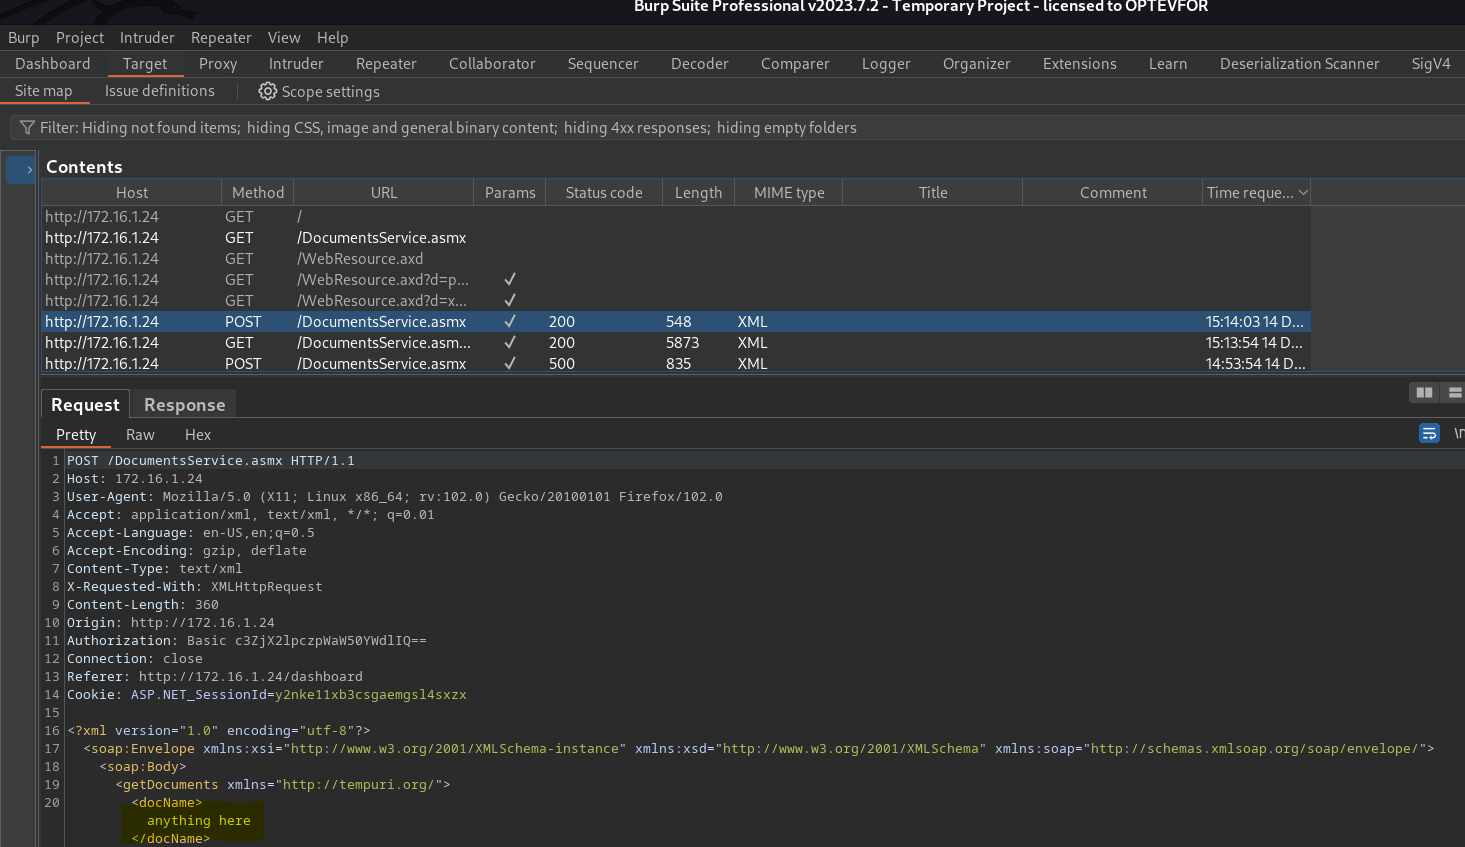 Burp Suite Professional v2023.7.2 - Temporary Project - licensed to OPTEVFOR
Burp Project Intruder Repeater View Help
Dashboard Target Proxy Intruder Repeater Collaborator Sequencer Decoder Comparer Logger Organizer Extensions Learn Deserialization Scanner SigV4
Site map Issue definitions Scope settings
Filter: Hiding not found items; hiding CSS, image and general binary content; hiding 4xx responses; hiding empty folders
Contents
Host Method URL Params Status code Length MIME type Title Comment Time reque...
http://172.16.1.24 GET /
http://172.16.1.24 GET /DocumentsService.asmx
http://172.16.1.24 GET /WebResource.axd
http://172.16.1.24 GET /WebResource.axd?d=p... ✓
http://172.16.1.24 GET /WebResource.axd?d=x... ✓
http://172.16.1.24 POST /DocumentsService.asmx ✓ 200 548 XML 15:14:03 14 D...
http://172.16.1.24 GET /DocumentsService.asm... ✓ 200 5873 XML 15:13:54 14 D...
http://172.16.1.24 POST /DocumentsService.asmx ✓ 500 835 XML 14:53:54 14 D...
Request Response
Pretty Raw Hex \n
1 POST /DocumentsService.asmx HTTP/1.1
2 Host: 172.16.1.24
3 User-Agent: Mozilla/5.0 (X11; Linux x86_64; rv:102.0) Gecko/20100101 Firefox/102.0
4 Accept: application/xml, text/xml, */*; q=0.01
5 Accept-Language: en-US,en;q=0.5
6 Accept-Encoding: gzip, deflate
7 Content-Type: text/xml
8 X-Requested-With: XMLHttpRequest
9 Content-Length: 360
10 Origin: http://172.16.1.24
11 Authorization: Basic c3ZjX2lpczpWaW50YWdlIQ==
12 Connection: close
13 Referer: http://172.16.1.24/dashboard
14 Cookie: ASP.NET_SessionId=y2nke11xb3csgaemgsl4sxzx
15
16 <?xml version="1.0" encoding="utf-8"?>
17 <soap:Envelope xmlns:xsi="http://www.w3.org/2001/XMLSchema-instance" xmlns:xsd="http://www.w3.org/2001/XMLSchema" xmlns:soap="http://schemas.xmlsoap.org/soap/envelope/">
18 <soap:Body>
19 <getDocuments xmlns="http://tempuri.org/">
20 <docName>
anything here
</docName>